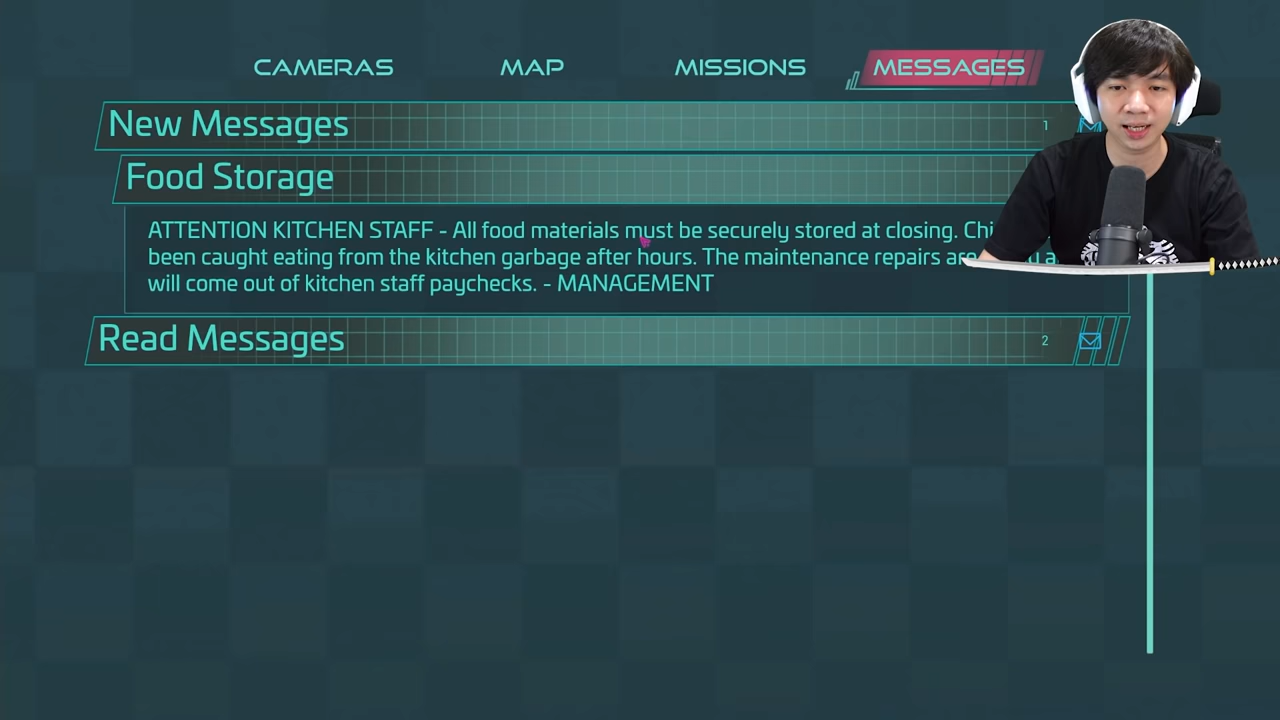 CAMERAS MAP MISSIONS MESSAGES
New Messages 1
Food Storage
ATTENTION KITCHEN STAFF - All food materials must be securely stored at closing.
been caught eating from the kitchen garbage after hours. The maintenance repairs
will come out of kitchen staff paychecks. - MANAGEMENT
Read Messages 2